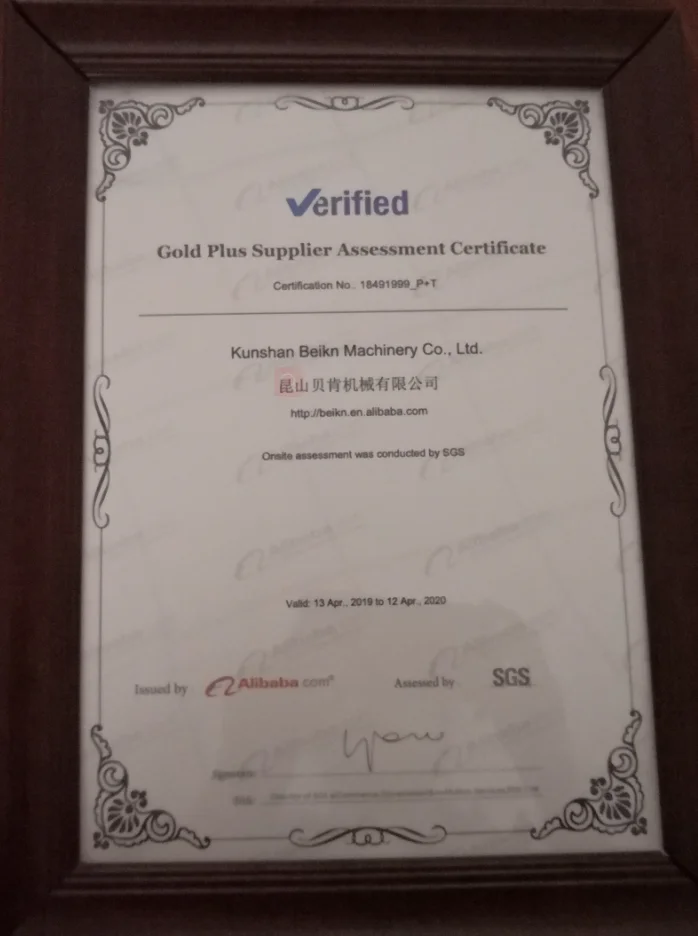 Verified
Gold Plus Supplier Assessment Certificate
Certification No.. 18491999_P+T
Kunshan Beikn Machinery Co., Ltd.
昆山贝肯机械有限公司
http://beikn.en.alibaba.com
Onsite assessment was conducted by SGS
Valid: 13 Apr., 2019 to 12 Apr., 2020
Issued by Alibaba.com® Assessed by SGS
Signature
Title